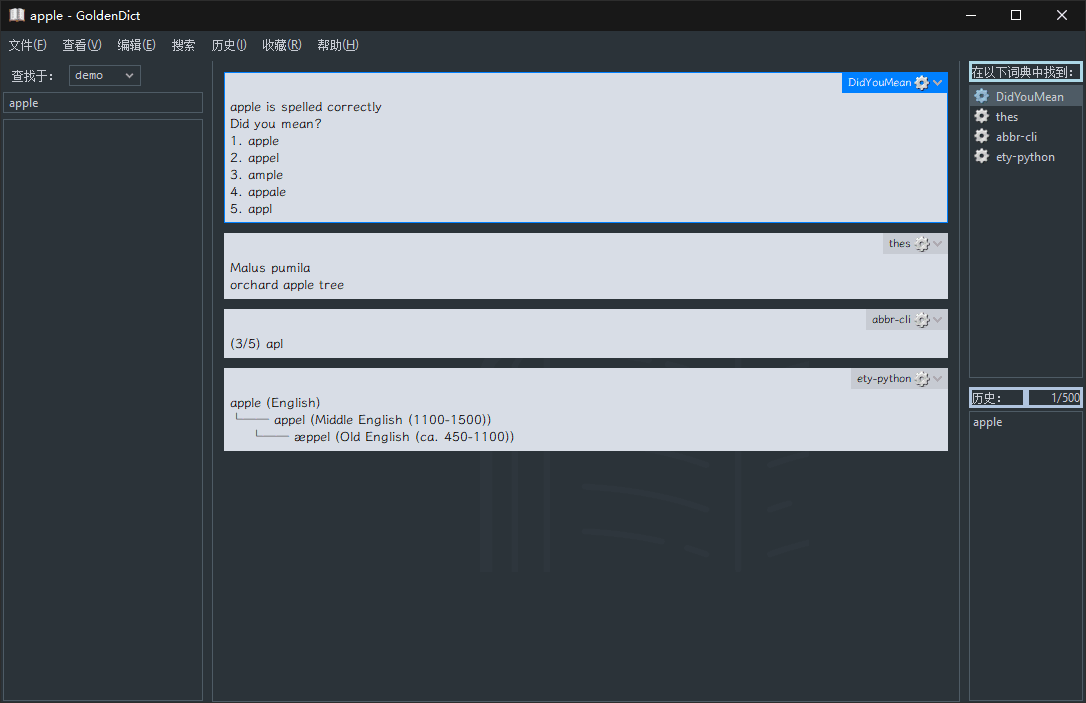 apple - GoldenDict
文件(F) 查看(V) 编辑(E) 搜索 历史(I) 收藏(R) 帮助(H)
查找于： demo
apple
DidYouMean
apple is spelled correctly
Did you mean?
1. apple
2. appel
3. ample
4. appale
5. appl
thes
Malus pumila
orchard apple tree
abbr-cli
(3/5) apl
ety-python
apple (English)
└── appel (Middle English (1100-1500))
└── æppel (Old English (ca. 450-1100))
在以下词典中找到：
DidYouMean
thes
abbr-cli
ety-python
历史： 1/500
apple